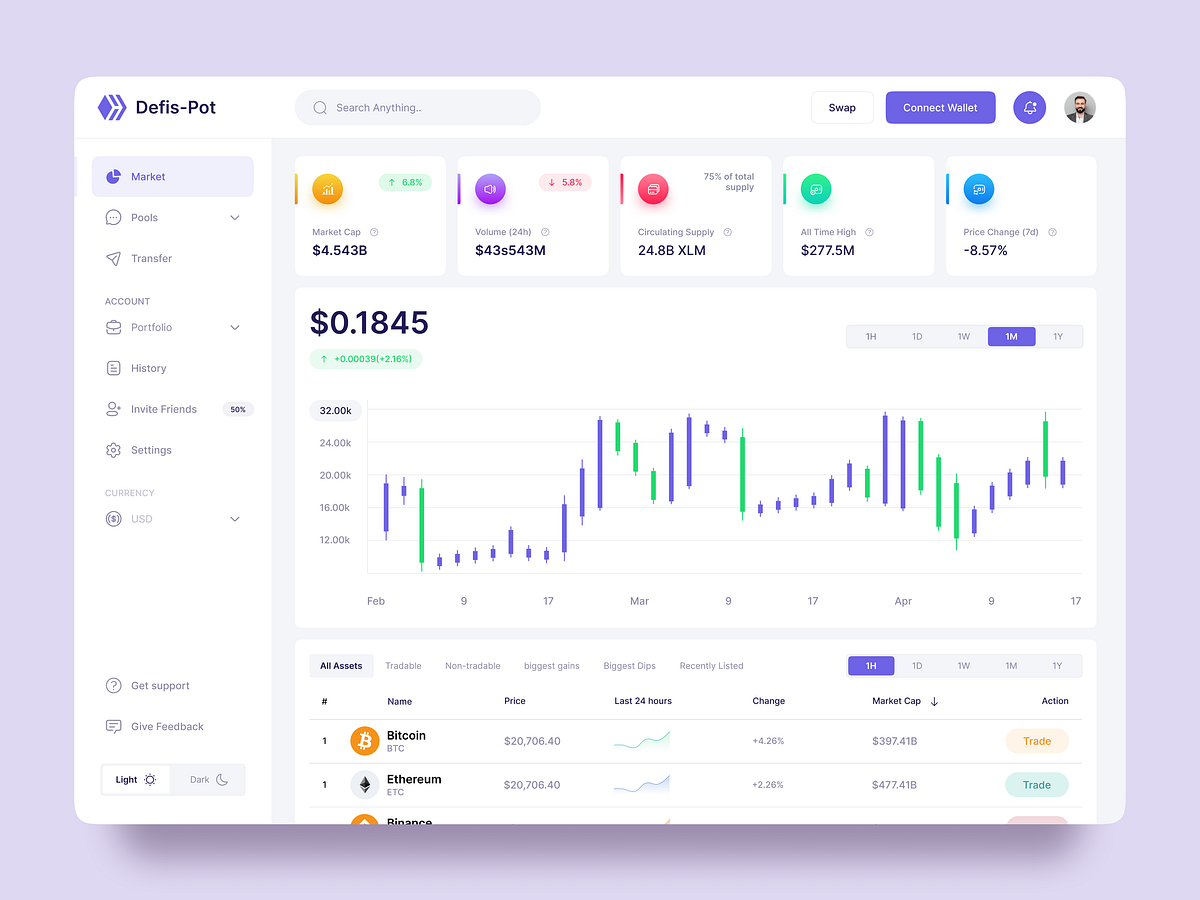 Defis-Pot
Search Anything..
Swap
Connect Wallet
Market
Pools
Transfer
ACCOUNT
Portfolio
History
Invite Friends 50%
Settings
CURRENCY
USD
Get support
Give Feedback
Light Dark
6.8%
Market Cap
$4.543B
5.8%
Volume (24h)
$43s543M
75% of total
supply
Circulating Supply
24.8B XLM
All Time High
$277.5M
Price Change (7d)
-8.57%
$0.1845
+0.00039(+2.16%)
1H 1D 1W 1M 1Y
32.00k
24.00k
20.00k
16.00k
12.00k
Feb 9 17 Mar 9 17 Apr 9 17
All Assets Tradable Non-tradable biggest gains Biggest Dips Recently Listed
1H 1D 1W 1M 1Y
# Name Price Last 24 hours Change Market Cap Action
1 Bitcoin $20,706.40 +4.26% $397.41B Trade
BTC
1 Ethereum $20,706.40 +2.26% $477.41B Trade
ETC
Binance